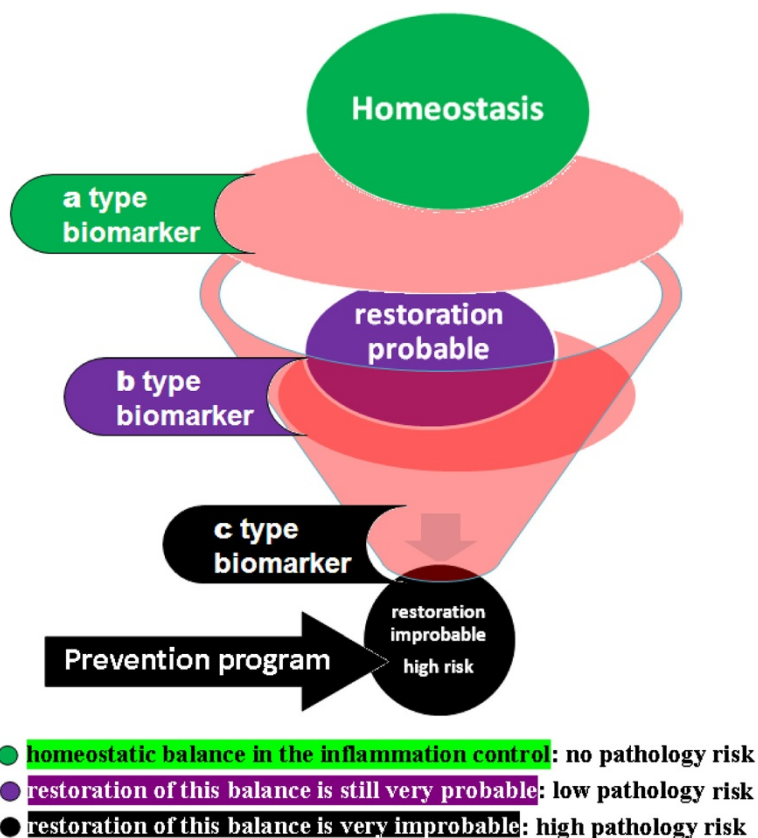 Homeostasis
a type
biomarker
restoration
probable
b type
biomarker
c type
biomarker
restoration
improbable
high risk
Prevention program
homeostatic balance in the inflammation control: no pathology risk
restoration of this balance is still very probable: low pathology risk
restoration of this balance is very improbable: high pathology risk